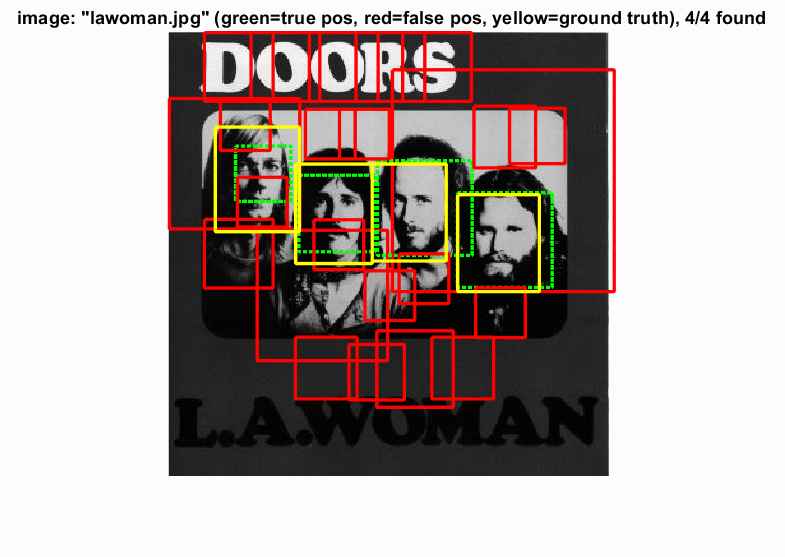 image: "lawoman.jpg" (green=true pos, red=false pos, yellow=ground truth), 4/4 found
DOORS
L.A.WOMAN